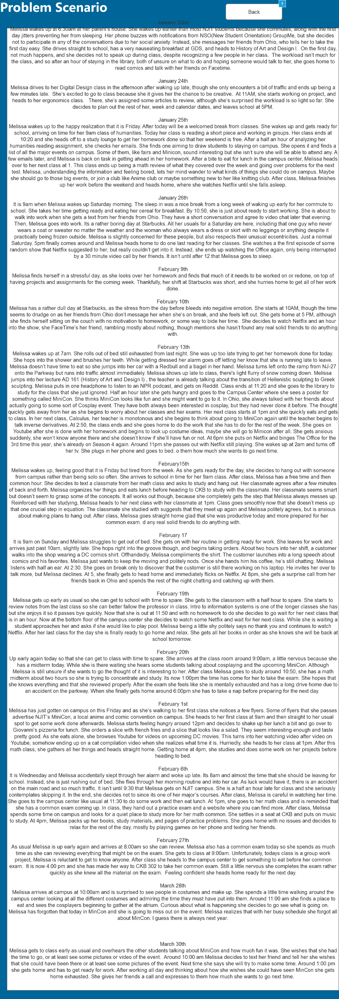 Problem Scenario
Back
1
January 22nd
Melissa wakes up at 6:30am at her parent's house. She wakes up earlier than most NJIT students because she commutes, along with the first
day jitters preventing her from sleeping. Her phone buzzes with notifications from NSO(New Student Orientation) GroupMe, but she decides
not to participate in any of the conversations due to her social anxiety. Instead, she messages her friends from Ohio, who tells her to take the
first day easy. She drives straight to school, has a very nauseating breakfast at GDS, and heads to History of Art and Design I.  On the first day,
not much happens, and she decides not to speak up during class, despite recognizing a few people in her class.  The workload isn't much for
the class, and so after an hour of staying in the library, both of unsure on what to do and hoping someone would talk to her, she goes home to
read comics and talk with her friends on Facetime.
January 24th
Melissa drives to her Digital Design class in the afternoon after waking up late, though she only encounters a bit of traffic and ends up being a
few minutes late.  She's excited to go to class because she it gives her the chance to be creative.  At 11AM, she starts working on project, and
heads to her ergonomics class.   There, she's assigned some articles to review, although she's surprised the workload is so light so far. She
decides to plan out the rest of her, week and calendar dates, and leaves school at 5PM.
January 25th
Melissa wakes up to the happy realization that it is Friday. After today will be a welcomed break from classes. She wakes up and gets ready for
school, arriving on time for her 9am class of humanities. Today her class is reading a short piece and working in groups. Her class ends at
10:20 and she heads off to a study lounge to get her homework done so that her weekend is free. After a half an hour of analyzing her
humanities reading assignment, she checks her emails. She finds one aiming to draw students to staying on campus. She opens it and finds a
list of all the major events on campus. Some of them, like fairs and Minicon, sound interesting but she isn't sure she will be able to attend any. A
few emails later, and Melissa is back on task in getting ahead in her homework. After a bite to eat for lunch in the campus center, Melissa heads
over to her next class at 1. This class ends up being a math review of what they covered over the week and going over problems for the next
test. Melissa, understanding the information and feeling bored, lets her mind wander to what kinds of things she could do on campus. Maybe
she should go to those big events, or join a club like Anime club or maybe something new to her like knitting club. After class, Melissa finishes
up her work before the weekend and heads home, where she watches Netflix until she falls asleep.
January 26th
It is 9am when Melissa wakes up Saturday morning. The sleep in was a nice break from a long week of waking up early for her commute to
school. She takes her time getting ready and eating her cereal for breakfast. By 10:50, she is just about ready to start working. She is about to
walk into work when she gets a text from her friends from Ohio. They have a short conversation and agree to video chat later that evening.
Then, Melissa goes into work. Its a rather boring day at Starbucks. All her usuals for a Saturday are here, including that one guy who never
wears a coat or sweater no matter the weather and the woman who always wears a dress or skirt with no leggings or anything despite it
practically being frozen outside. Melissa is slightly concerned for these people, but also respects their unusual eccentricities. Just a normal
Saturday. 5pm finally comes around and Melissa heads home to do one last reading for her classes. She watches a the first episode of some
random show that Netflix suggested to her, but really couldn't get into it. Instead, she ends up watching the Office again, only being interrupted
by a 30 minute video call by her friends. It isn't until after 12 that Melissa goes to sleep.
February 9th
Melissa finds herself in a stressful day, as she looks over her homework and finds that much of it needs to be worked on or redone, on top of
having projects and assignments for the coming week. Thankfully, her shift at Starbucks was short, and she hurries home to get all of her work
done.
February 10th
Melissa has a rather dull day at Starbucks, as the stress from the day before bleeds into negative emotion. She starts at 10AM, though the time
seems to drudge on as her friends from Ohio don't message her when she's on break, and she feels left out. She gets home at 5 PM, although
she finds herself sitting on the couch with no motivation to homework, or some way to bide her time.  She decides to watch Netflix and an hour
into the show, she FaceTime's her friend, rambling mostly about nothing, though mentions she hasn't found any real solid friends to do anything
with.
February 13th
Melissa wakes up at 7am. She rolls out of bed still exhausted from last night. She was up too late trying to get her homework done for today.
She hops into the shower and brushes her teeth. While getting dressed her alarm goes off letting her know that she is running late to leave.
Melissa doesn't have time to eat so she jumps into her car with a Redbull and a bagel in her hand. Melissa turns left onto the ramp from NJ-27
onto the Parkway but runs into traffic almost immediately. Melissa shows up late to class, there's light flurry of snow coming down. Melissa
jumps into her lecture AD 161 (History of Art and Design I) , the teacher is already talking about the transition of Hellenistic sculpting to Greek
sculpting. Melissa puts in one headphone to listen to an NPR podcast, and gets on Reddit. Class ends at 11:20 and she goes to the library to
study for the class that she just ignored. Half an hour later she gets hungry and goes to the Campus Center where she sees a poster for
something called MiniCon. She thinks MiniCon looks like fun and she might want to go to it. In Ohio, she always talked with her friends about
actually going to some sort of Cosplay event. They have both always been interested in cosplay, but they had never done it before. The thought
quickly gets away from her as she begins to worry about her classes and her exams. Her next class starts at 1pm and she quickly eats and gets
to class. In her next class, Calculus, her teacher is monotonous and she begins to think about going to MiniCon again until the teacher begins to
talk inverse derivatives. At 2:50, the class ends and she goes home to do the work that she has to do for the rest of the week. She goes on
Youtube after she is done with her homework and begins to look up costume ideas, maybe she will go to Minicon after all. She gets anxious
suddenly, she won't know anyone there and she doesn't know if she'll have fun or not. At 6pm she puts on Netflix and binges The Office for the
3rd time this year, she's already on Season 4 again. Around 11pm she passes out with Netflix still playing. She wakes up at 2am and turns off
her tv. She plugs in her phone and goes to bed. o them how much she wants to go next time.
February15th
Melissa wakes up, feeling good that it is Friday but tired from the week. As she gets ready for the day, she decides to hang out with someone
from campus rather than being solo so often. She arrives to school in time for her 9am class. After class, Melissa has a free time and then
common hour. She decides to text a classmate from her math class and asks to study and hang out. Her classmate agrees after a few minutes
of back and forth. Melissa organizes her things and eats lunch before heading to CKB to study with the classmate. Her classmate seems smart
but doesn't seem to grasp some of the concepts. It all works out though, because she completely gets the step that Melissa always messes up.
Reinforced with her studying, Melissa heads to her next class with her classmate at 1pm. Class goes smoothly now that she doesn't mess up
that one crucial step in equation. The classmate she studied with suggests that they meet up again and Melissa politely agrees, but is anxious
about making plans to hang out. After class, Melissa goes straight home glad that she was productive today and more prepared for her
common exam. d any real solid friends to do anything with.
February 17
It is 9am on Sunday and Melissa struggles to get out of bed. She gets on with her routine in getting ready for work. She leaves for work and
arrives just past 10am, slightly late. She hops right into the groove though, and begins taking orders. About two hours into her shift, a customer
walks into the shop wearing a DC comics shirt. Offhandedly, Melissa compliments the shirt. The customer launches into a long speech about
comics and his favorites. Melissa just wants to keep the moving and politely nods. Once she hands him his coffee, he's still chatting. Melissa
listens with half an ear. At 2:30. She goes on break only to discover that the customer is still there working on his laptop. He invites her over to
talk more, but Melissa declines. At 5, she finally gets to head home and immediately flicks on Netflix. At 8pm, she gets a surprise call from her
friends back in Ohio and spends the rest of the night chatting and catching up with them.
February 19th
Melissa gets up early as usual so she can get to school with time to spare. She gets to the classroom with a half hour to spare. She starts to
review notes from the last class so she can better fallow the professor in class. Intro to information systems is one of the longer classes she has
but she enjoys it so it passes bye quickly. Now that she is out at 11:50 and with no homework to do she decides to go wait for her next class that
is in an hour. Now at the bottom floor of the campus center she decides to watch some Netflix and wait for her next class. While she is waiting a
student approaches her and asks if she would like to play pool. Melissa being a little shy politely says no thank you and continues to watch
Netflix. After her last class for the day she is finally ready to go home and relax. She gets all her books in order as she knows she will be back at
school tomorrow.
February 20th
Up early again today so that she can get to class with time to spare. She arrives at the class room around 9:00am, a little nervous because she
has a midterm today. While she is there waiting she hears some students talking about cosplaying and the upcoming MiniCon. Although
Melissa is still unsure if she wants to go the thought of it is interesting to her. After class Melissa goes to study around 10:50, she has a math
midterm about two hours so she is trying to concentrate and study. Its now 1:00pm the time has come for her to take the exam. She hopes that
she knows everything and that she reviewed properly. After the exam she feels like she is mentally exhausted and has a long drive home due to
an accident on the parkway. When she finally gets home around 6:00pm she has to take a nap before preparing for the next day.
February 1st
Melissa has just gotten on campus on this Friday and as she's walking to her first class she notices a few flyers. Some of flyers that she passes
advertise NJIT's MiniCon, a local anime and comic convention on campus. She heads to her first class at 9am and then straight to her usual
spot to get some work done afterwards. Melissa starts feeling hungry around 12pm and decides to shake up her lunch a bit and go over to
Giovanni's pizzeria for lunch. She orders a slice with french fries and a slice that looks like a salad. They seem interesting enough and taste
pretty good. As she eats alone, she browses Youtube for videos on upcoming DC movies. This turns into her watching video after video on
Youtube, somehow ending up on a cat compilation video when she realizes what time it is. Hurriedly, she heads to her class at 1pm. After this
math class, she gathers all her things and heads straight home. Getting home at 4pm, she studies and does some work on her projects before
heading to bed.
February 6th
It is Wednesday and Melissa accidentally slept through her alarm and woke up late. Its 8am and almost the time that she should be leaving for
school. Instead, she is just rushing out of bed. She flies through her morning routine and into her car. As luck would have it, there is an accident
on the main road and so much traffic. It isn't until 9:30 that Melissa gets on NJIT campus. She is a half an hour late for class and she seriously
contemplates skipping it. In the end, she decides not to since its one of her major's courses. After class, Melissa is careful in watching her time.
She goes to the campus center like usual at 11:30 to do some work and then eat lunch. At 1pm, she goes to her math class and is reminded that
she has a common exam coming up. In class, they hand out a practice exam and a website where you can find more. After class, Melissa
spends some time on campus and looks for a quiet place to study more for her math common. She settles in a seat at CKB and puts on music
to study. At 4pm, Melissa packs up her books, study materials, and pages of practice problems. She goes home with no issues and decides to
relax for the rest of the day, mostly by playing games on her phone and texting her friends.
February 27th
As usual Melissa is up early again and arrives at 8:00am so she can review. Melissa also has a common exam today so she spends as much
time as she can reviewing everything that might be on the exam. She gets to class at 9:00am. Unfortunately, todays class is a group work
project, Melissa is reluctant to get to know anyone. After class she heads to the campus center to get something to eat before her common
exam.  It is now 4:00 pm and she has made her way to CKB 302 to take her common exam. Still a little nervous she completes the exam rather
quickly as she knew all the material on the exam.  Feeling confident she heads home ready for the next day.
March 28th
Melissa arrives at campus at 10:00am and is surprised to see people in costumes and make up. She spends a little time walking around the
campus center looking at all the different costumes and admiring the time they must have put into them. Around 11:00 am she finds a place to
eat and sees the cosplayers beginning to gather at the atrium. Curious about what is happening she decides to go see what is going on.
Melissa has forgotten that today in MinCon and she is going to miss out on the event. Melissa realizes that with her busy schedule she forgot all
about MinCon. I guess there is always next year.
March 30th
Melissa gets to class early as usual and overhears the other students talking about MiniCon and how much fun it was. She wishes that she had
the time to go, or at least see some pictures or video of the event.  Around 10:00 am Melissa decides to text her friend and tell her she wishes
that she could have been there or at least see some pictures of the event. Next time she says she will try to make some time. Around 1:00 pm
she gets home and has to get ready for work. After working all day and thinking about how she wishes she could have seen MinCon she gets
home exhausted. She gives her friends a call and expresses to them how much she wants to go next time.